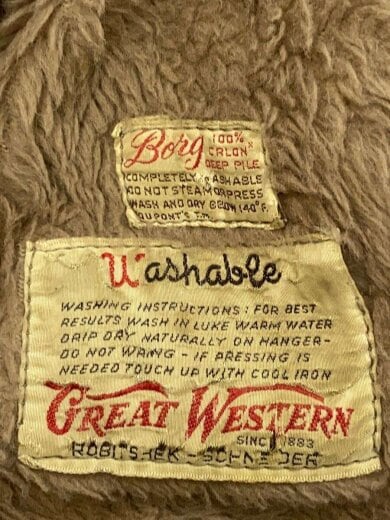 Borg 100%
ORLON*
DEEP PILE
COMPLETELY WASHABLE
DO NOT STEAM OR PRESS
WASH AND DRY BELOW 140° F.
*DUPONT'S T.M.
Washable
WASHING INSTRUCTIONS: FOR BEST
RESULTS WASH IN LUKE WARM WATER
DRIP DRY NATURALLY ON HANGER-
DO NOT WRING - IF PRESSING IS
NEEDED TOUCH UP WITH COOL IRON
GREAT WESTERN
SINCE 1883
ROBITSHEK - SCHNEIDER